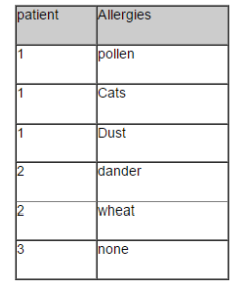 patient Allergies
1 pollen
1 Cats
1 Dust
2 dander
2 wheat
3 none